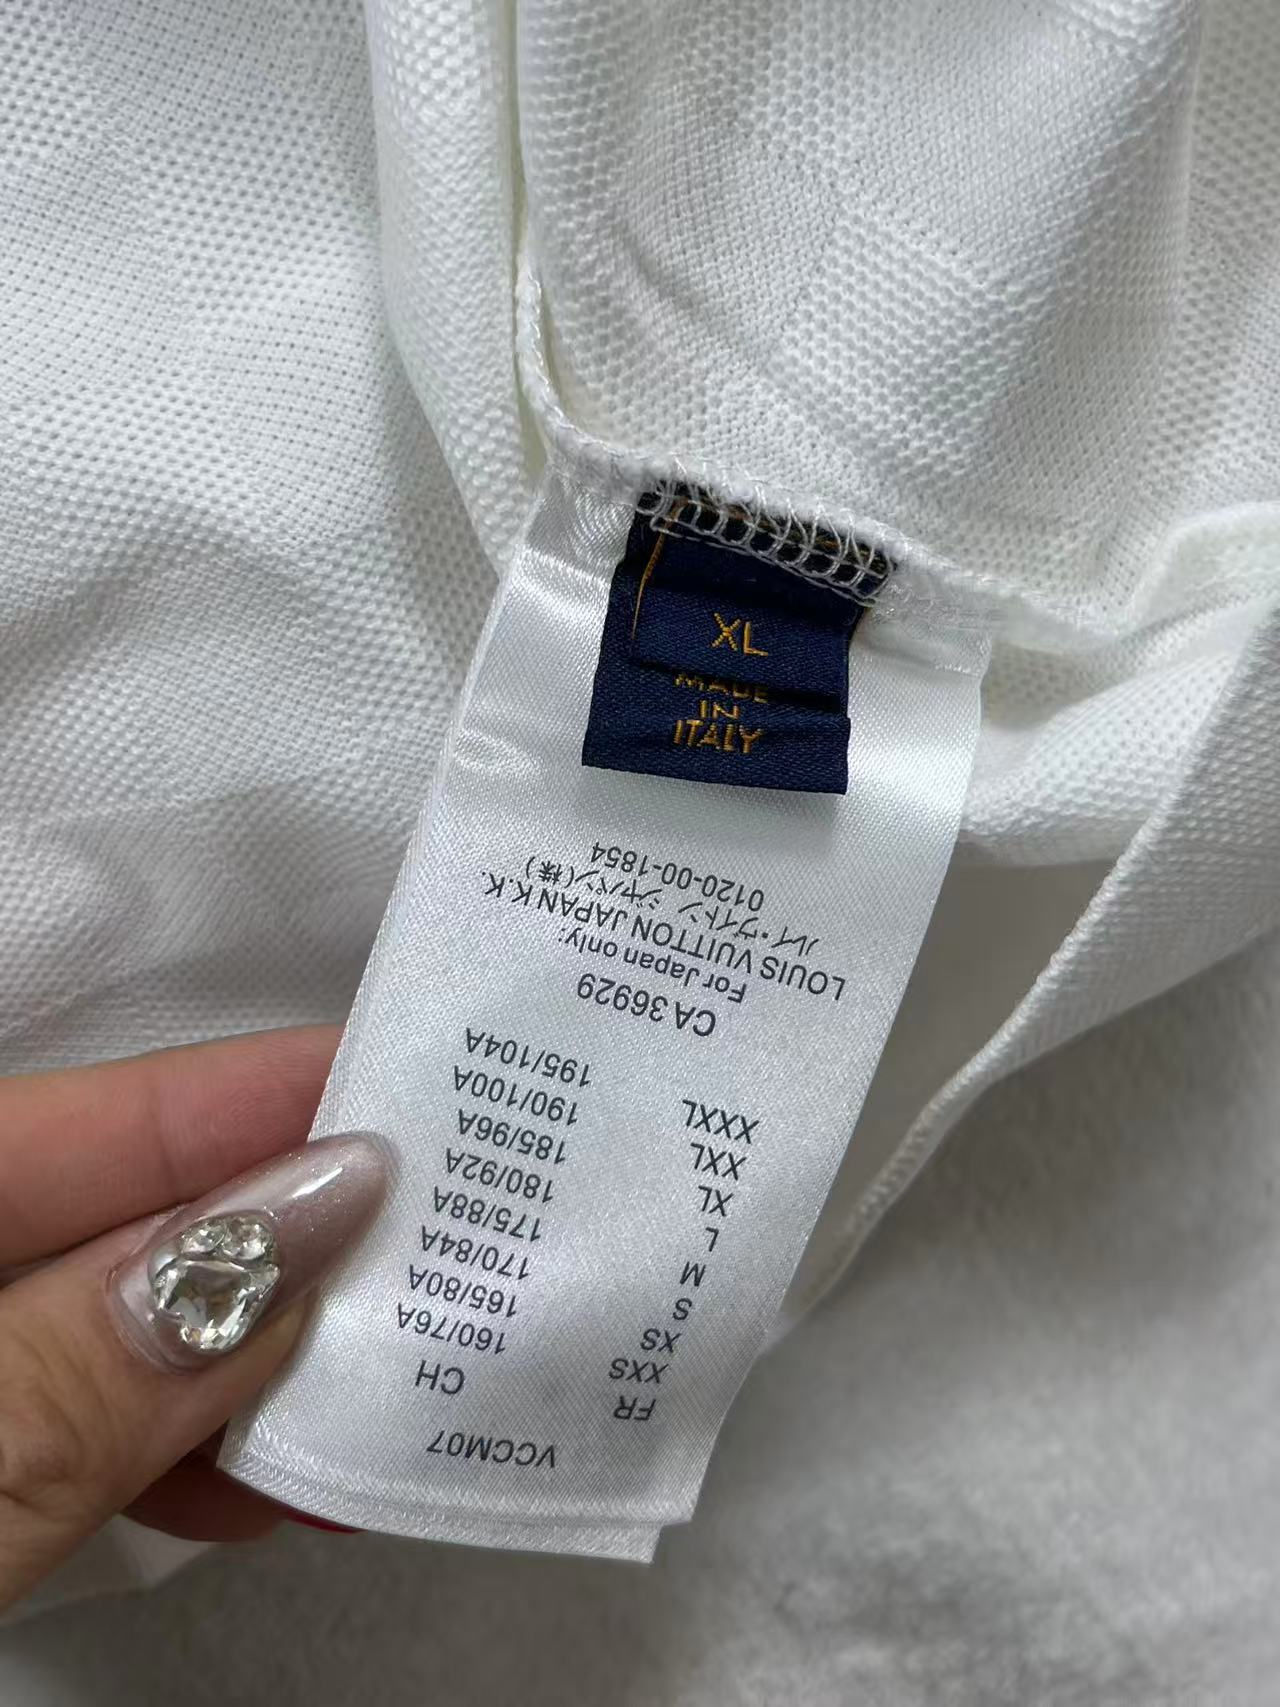 XL
MADE
IN
ITALY
VCCM07
FR CH
XXS 160/76A
XS 165/80A
S 170/84A
M 175/88A
L 180/92A
XL 185/96A
XXL 190/100A
XXXL 195/104A
CA 36929
For Japan only:
LOUIS VUITTON JAPAN K.K.
ルイ・ヴィトン ジャパン(株)
0120-00-1854